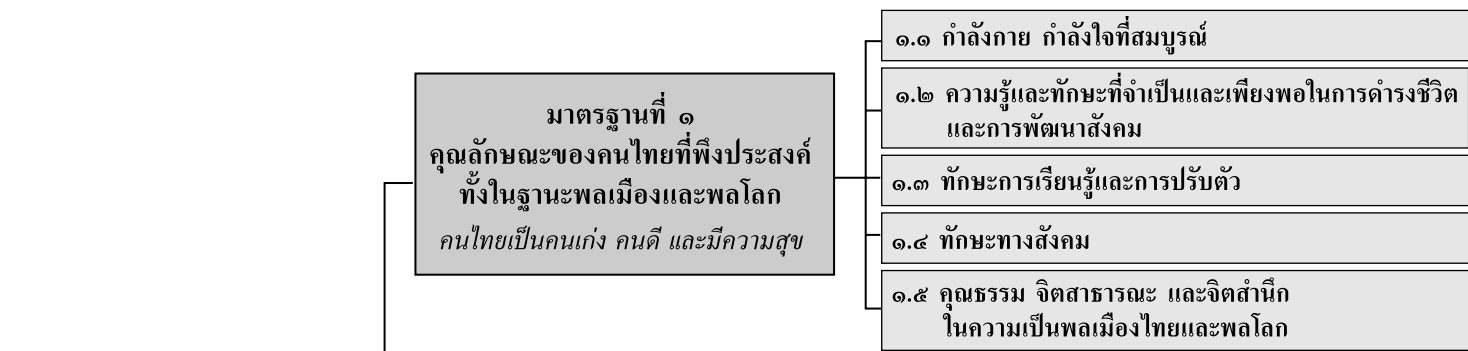 มาตรฐานที่ ๑
คุณลักษณะของคนไทยที่พึงประสงค์
ทั้งในฐานะพลเมืองและพลโลก
คนไทยเป็นคนเก่ง คนดี และมีความสุข
๑.๑ กำลังกาย กำลังใจที่สมบูรณ์
๑.๒ ความรู้และทักษะที่จำเป็นและเพียงพอในการดำรงชีวิต
และการพัฒนาสังคม
๑.๓ ทักษะการเรียนรู้และการปรับตัว
๑.๔ ทักษะทางสังคม
๑.๕ คุณธรรม จิตสาธารณะ และจิตสำนึก
ในความเป็นพลเมืองไทยและพลโลก